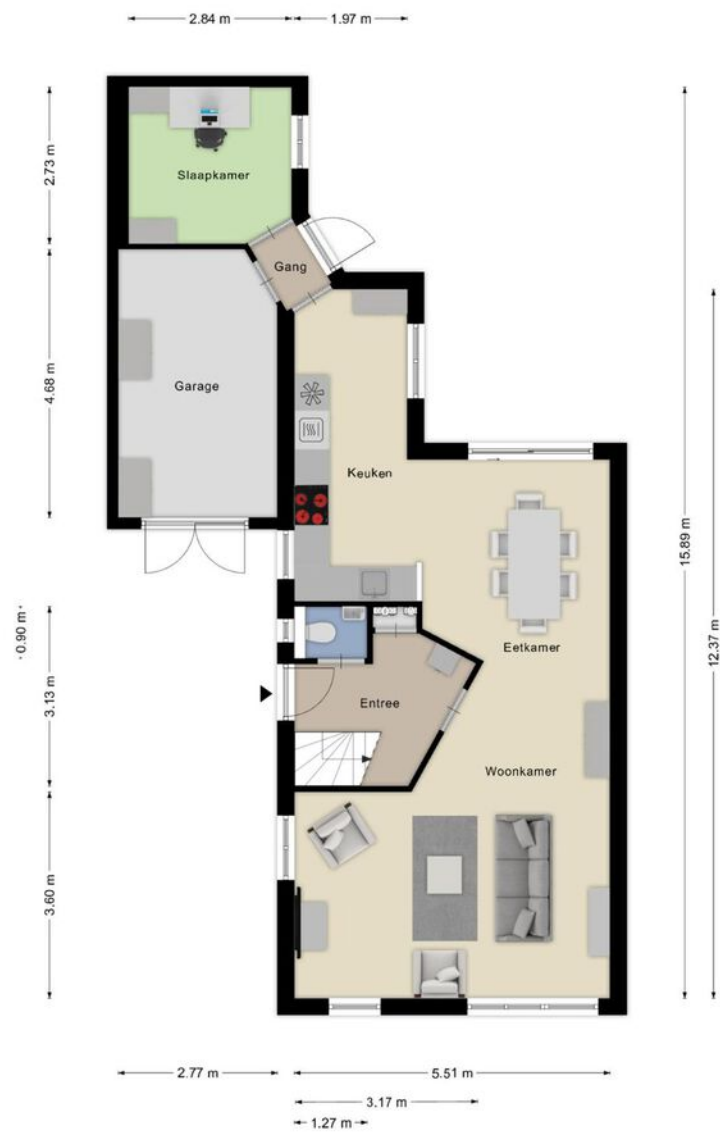 2.84 m
1.97 m
2.73 m
Slaapkamer
Gang
4.68 m
Garage
Keuken
15.89 m
12.37 m
0.90 m
3.13 m
Eetkamer
Entree
Woonkamer
3.60 m
2.77 m
5.51 m
3.17 m
1.27 m